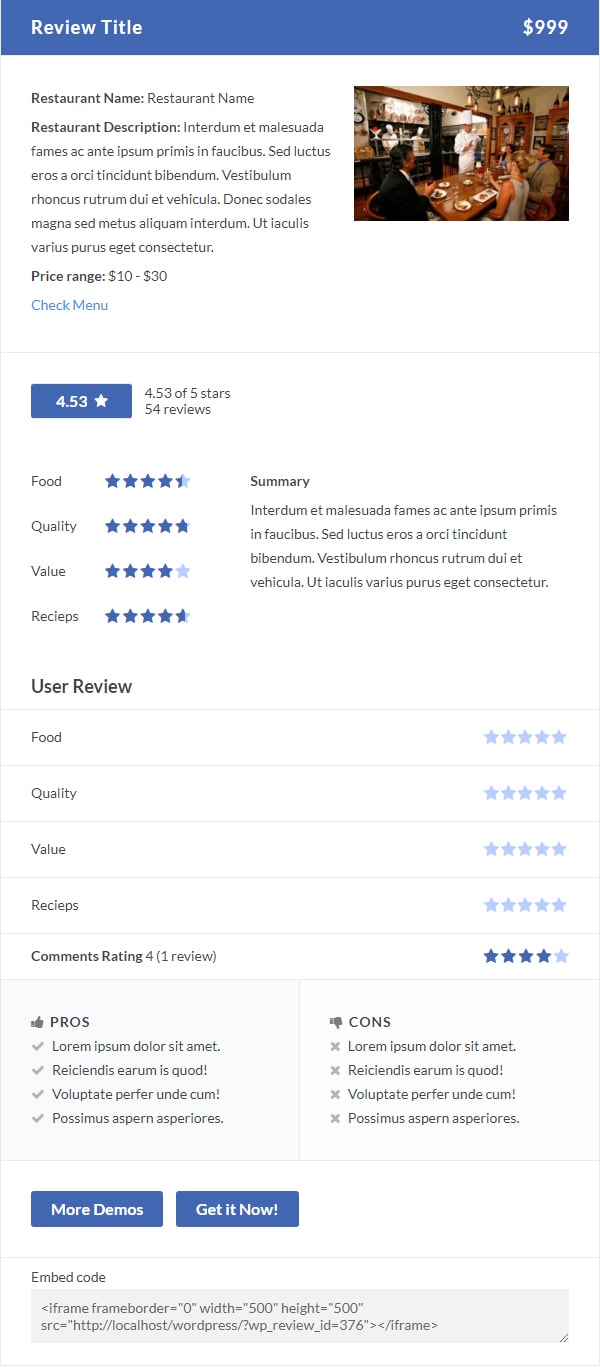 Review Title
$999
Restaurant Name: Restaurant Name
Restaurant Description: Interdum et malesuada
fames ac ante ipsum primis in faucibus. Sed luctus
eros a orci tincidunt bibendum. Vestibulum
rhoncus rutrum dui et vehicula. Donec sodales
magna sed metus aliquam interdum. Ut iaculis
varius purus eget consectetur.
Price range: $10 - $30
Check Menu
4.53
4.53 of 5 stars
54 reviews
Food
Quality
Value
Recieps
Summary
Interdum et malesuada fames ac ante ipsum primis
in faucibus. Sed luctus eros a orci tincidunt
bibendum. Vestibulum rhoncus rutrum dui et
vehicula. Ut iaculis varius purus eget consectetur.
User Review
Food
Quality
Value
Recieps
Comments Rating 4 (1 review)
PROS
Lorem ipsum dolor sit amet.
Reiciendis earum is quod!
Voluptate perfer unde cum!
Possimus aspern asperiores.
CONS
Lorem ipsum dolor sit amet.
Reiciendis earum is quod!
Voluptate perfer unde cum!
Possimus aspern asperiores.
More Demos
Get it Now!
Embed code
<iframe frameborder="0" width="500" height="500"
src="http://localhost/wordpress/?wp_review_id=376"></iframe>